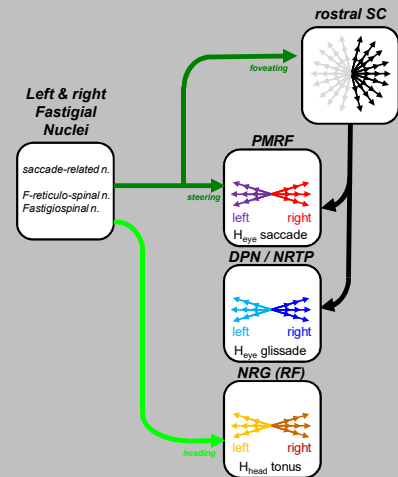 rostral SC
foveating
Left & right
Fastigial
Nuclei
saccade-related n.
F-reticulo-spinal n.
Fastigiospinal n.
steering
PMRF
left right
Heye saccade
DPN / NRTP
left right
Heye glissade
NRG (RF)
left right
Hhead tonus
heading